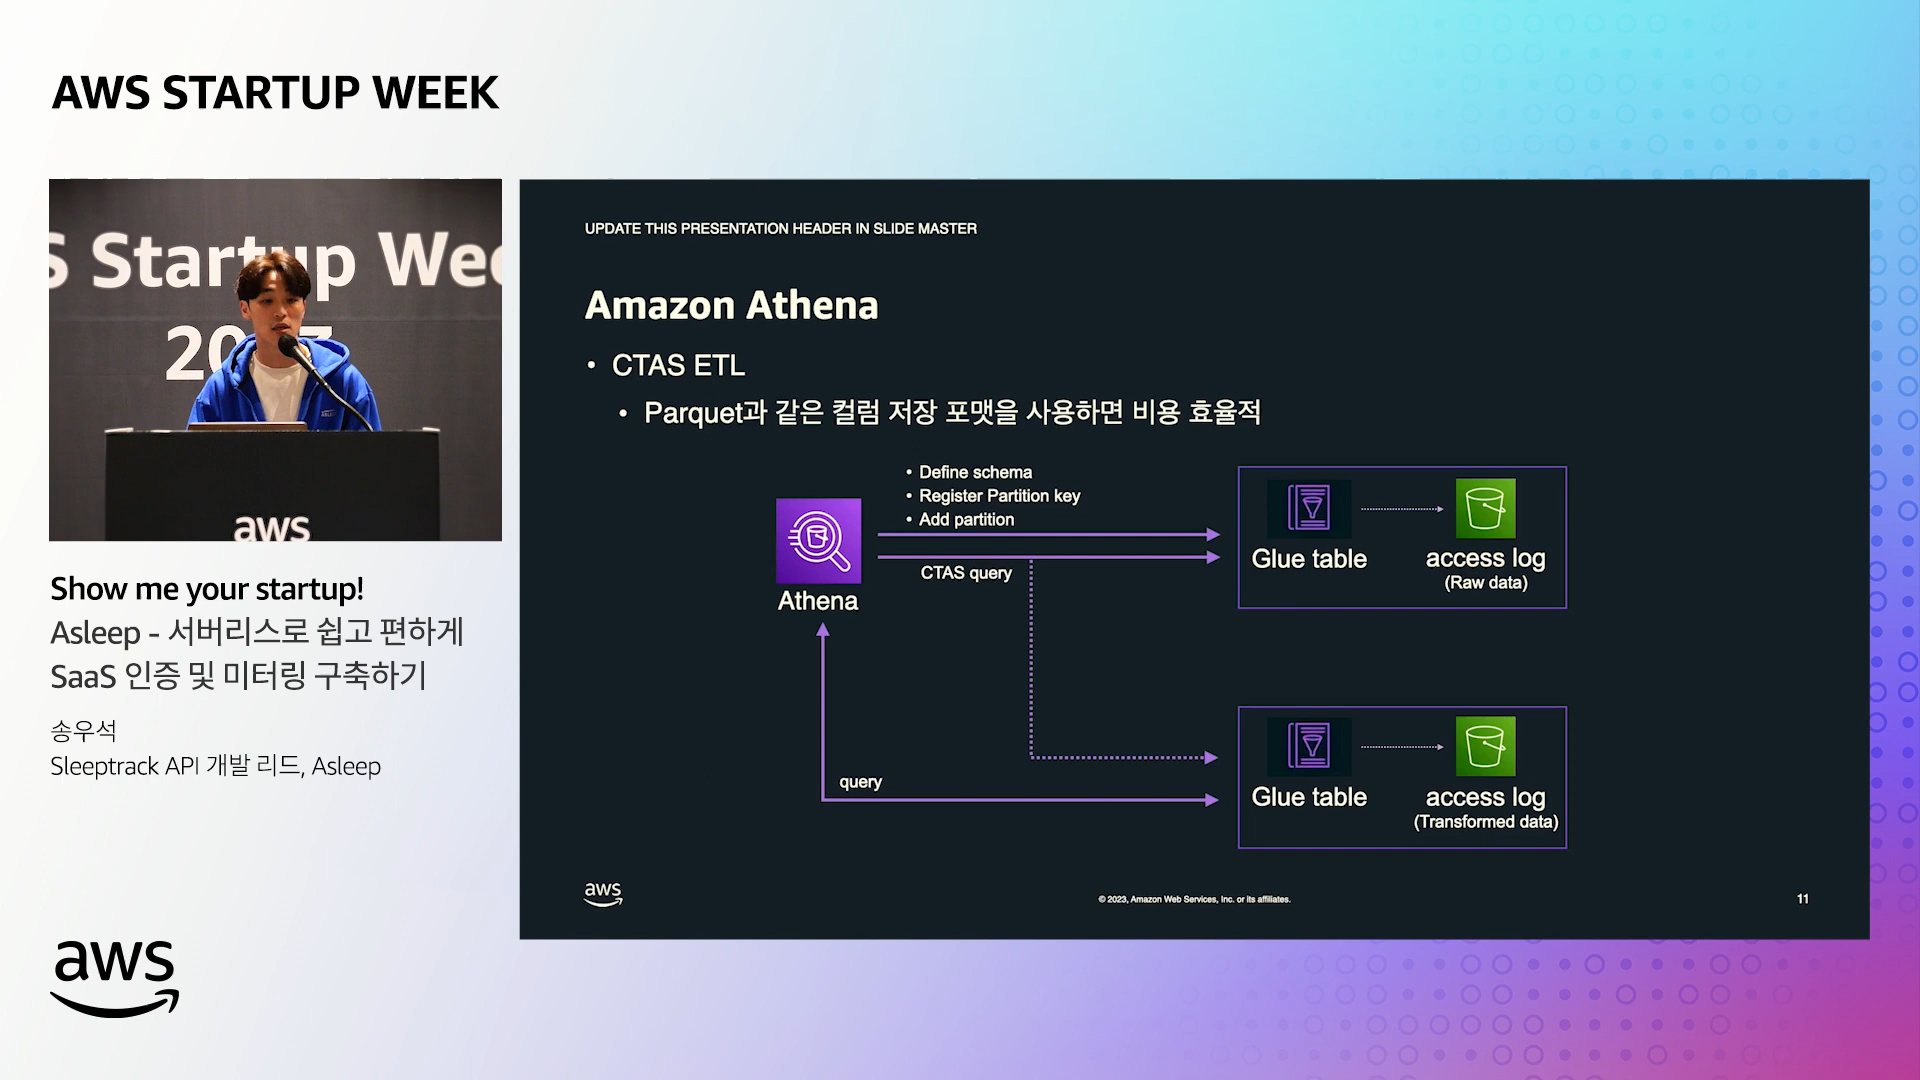 AWS STARTUP WEEK
S Startup Wee
aws
Show me your startup!
Asleep - 서버리스로 쉽고 편하게
SaaS 인증 및 미터링 구축하기
송우석
Sleeptrack API 개발 리드, Asleep
aws
UPDATE THIS PRESENTATION HEADER IN SLIDE MASTER
Amazon Athena
• CTAS ETL
• Parquet과 같은 컬럼 저장 포맷을 사용하면 비용 효율적
• Define schema
• Register Partition key
• Add partition
CTAS query
Athena
Glue table
access log
(Raw data)
query
Glue table
access log
(Transformed data)
aws
© 2023, Amazon Web Services, Inc. or its affiliates.
11